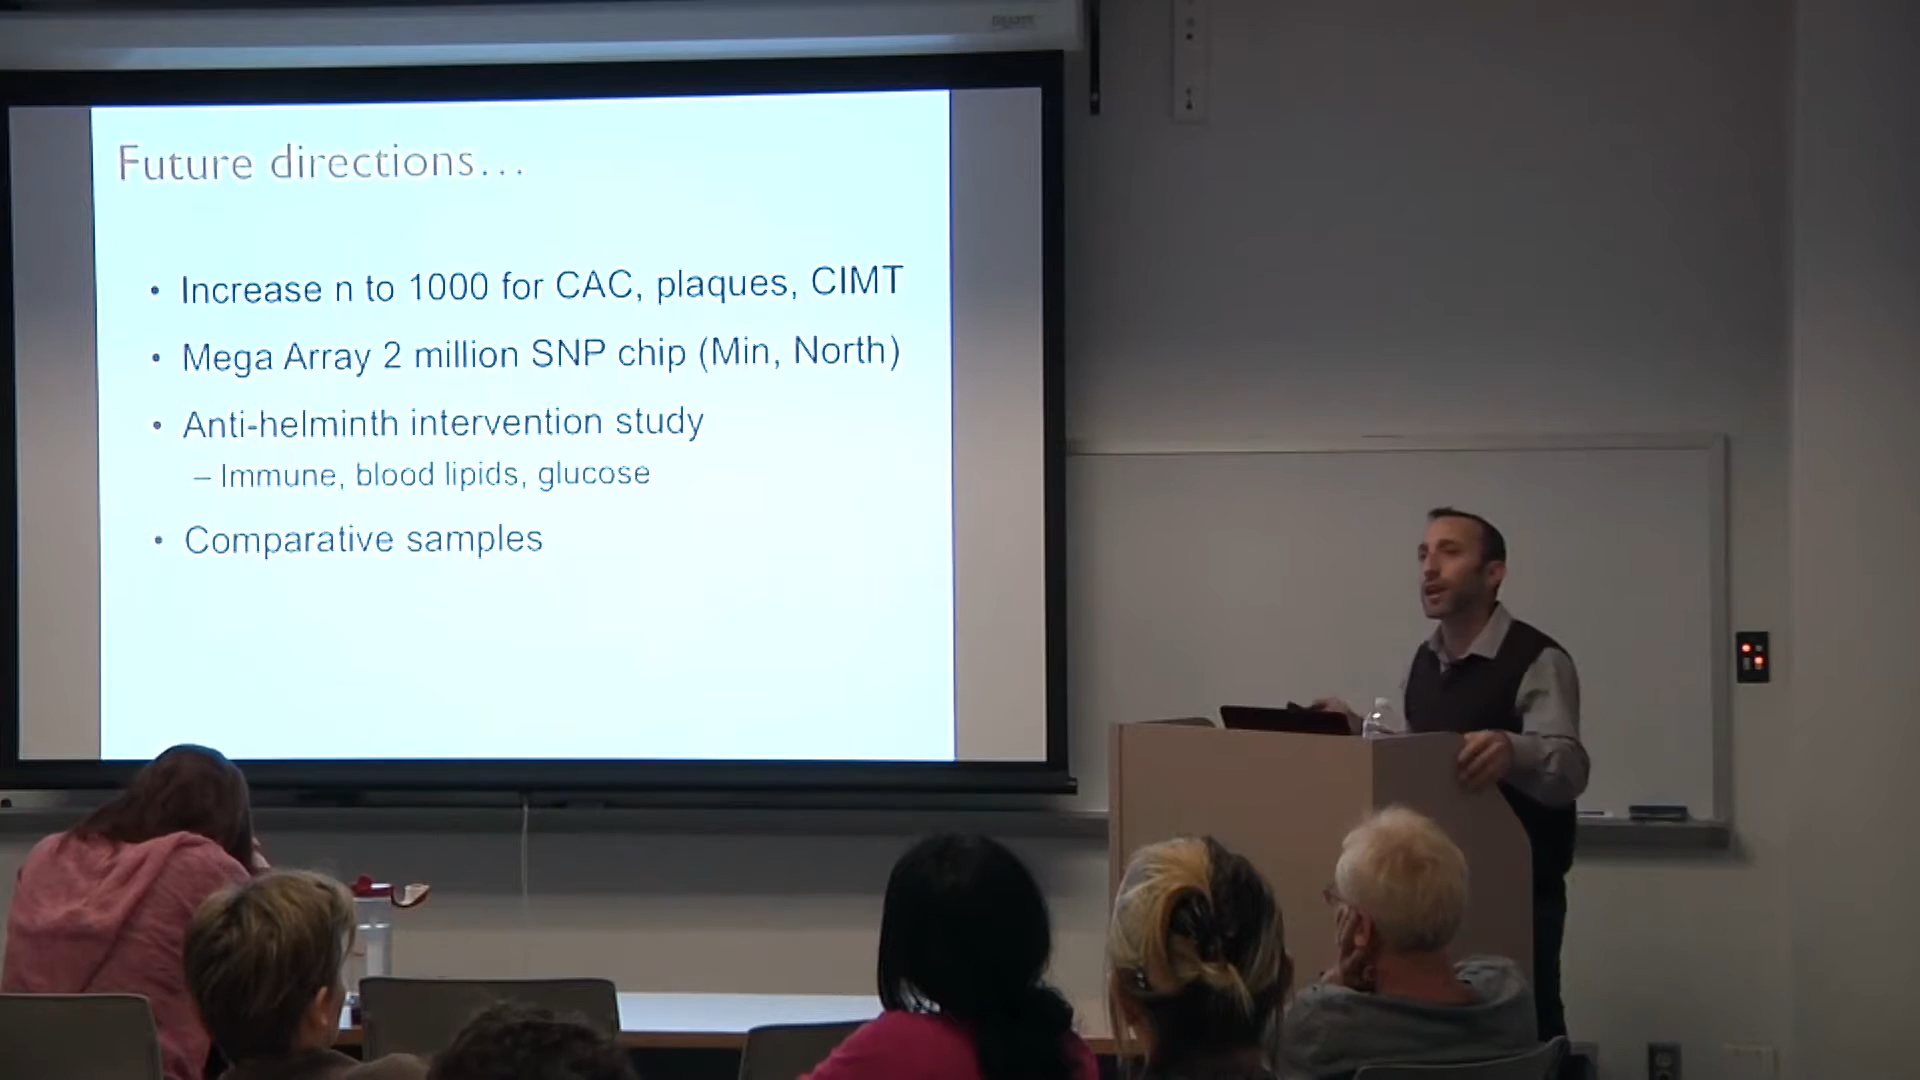 Future directions...
• Increase n to 1000 for CAC, plaques, CIMT
• Mega Array 2 million SNP chip (Min, North)
• Anti-helminth intervention study
– Immune, blood lipids, glucose
• Comparative samples